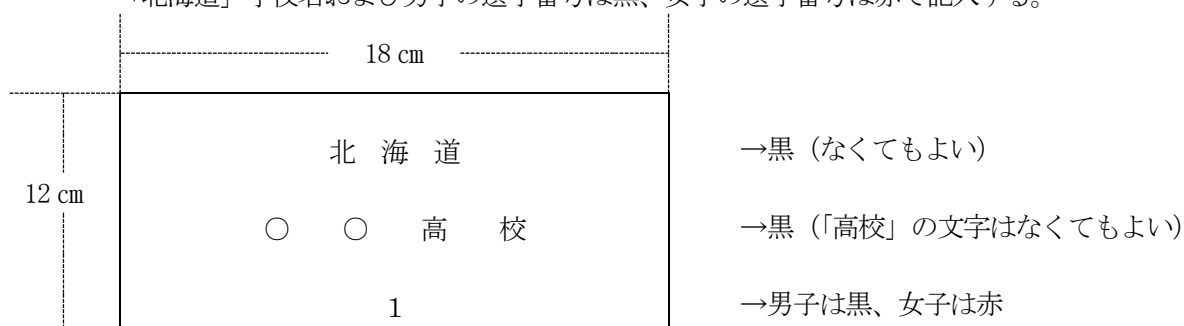 「北海道」学校名および男子の選手番号は黒、女子の選手番号は赤で記入する。
18 cm
北 海 道 →黒（なくてもよい）
12 cm
○ ○ 高 校 →黒（「高校」の文字はなくてもよい）
1 →男子は黒、女子は赤